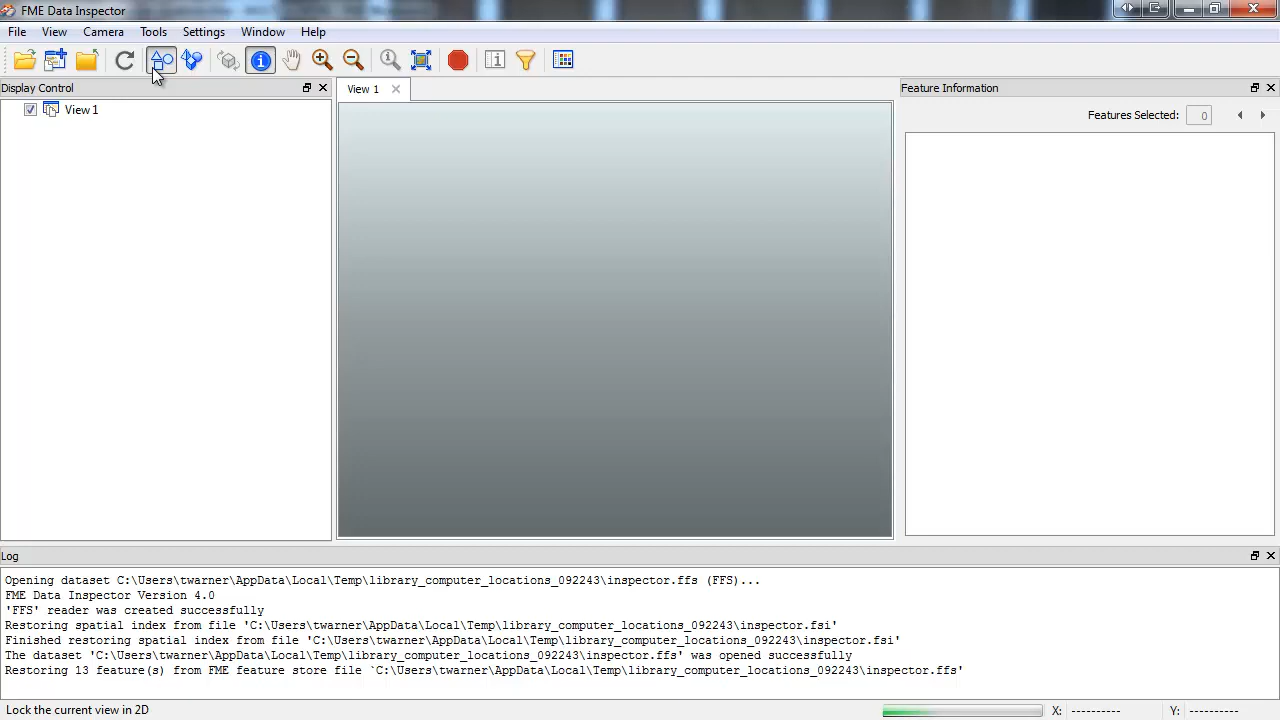 FME Data Inspector
File View Camera Tools Settings Window Help
Display Control
View 1
View 1
Feature Information
Features Selected: 0
Log
Opening dataset C:\Users\twarner\AppData\Local\Temp\library_computer_locations_092243\inspector.ffs (FFS)...
FME Data Inspector Version 4.0
'FFS' reader was created successfully
Restoring spatial index from file 'C:\Users\twarner\AppData\Local\Temp\library_computer_locations_092243\inspector.fsi'
Finished restoring spatial index from file 'C:\Users\twarner\AppData\Local\Temp\library_computer_locations_092243\inspector.fsi'
The dataset 'C:\Users\twarner\AppData\Local\Temp\library_computer_locations_092243\inspector.ffs' was opened successfully
Restoring 13 feature(s) from FME feature store file `C:\Users\twarner\AppData\Local\Temp\library_computer_locations_092243\inspector.ffs'
Lock the current view in 2D
X: ---------- Y: ----------